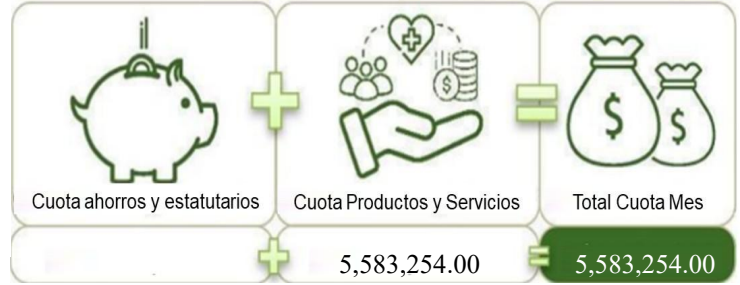 Cuota ahorros y estatutarios
Cuota Productos y Servicios
Total Cuota Mes
5,583,254.00
5,583,254.00